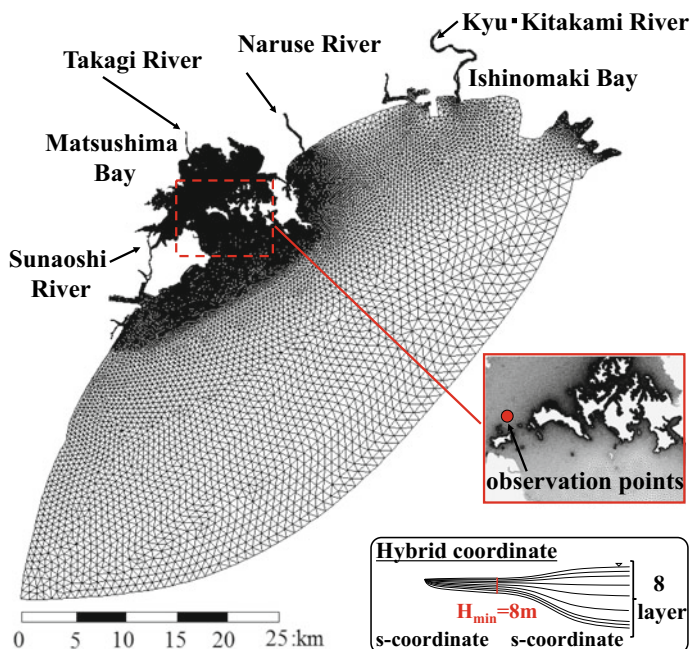 Kyu･Kitakami River
Naruse River
Takagi River
Ishinomaki Bay
Matsushima
Bay
Sunaoshi
River
observation points
Hybrid coordinate
8
layer
Hmin=8m
s-coordinate s-coordinate
0 5 10 15 20 25 :km